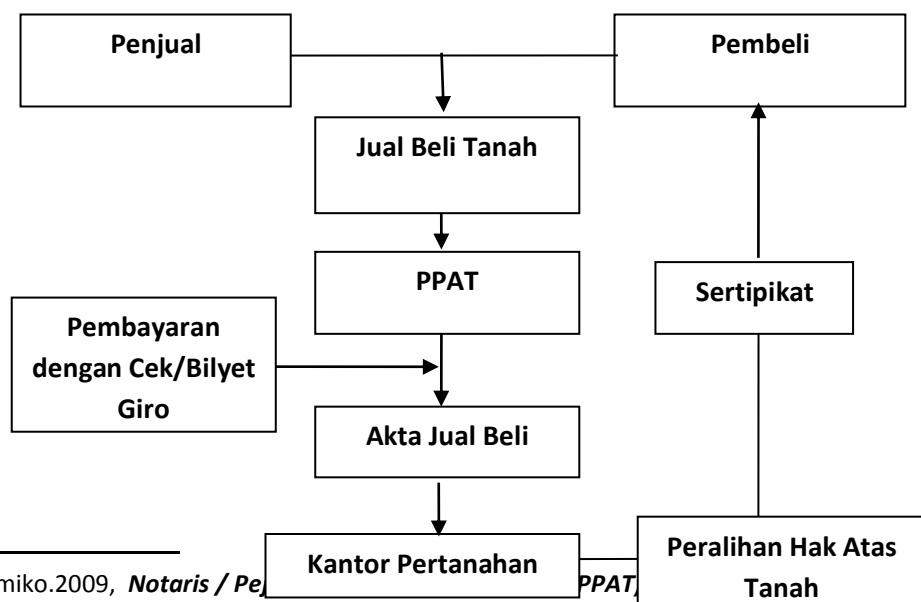 Penjual
Pembeli
Jual Beli Tanah
PPAT
Sertipikat
Pembayaran
dengan Cek/Bilyet
Giro
Akta Jual Beli
Kantor Pertanahan
Peralihan Hak Atas
Tanah
miko.2009, Notaris / PPAT